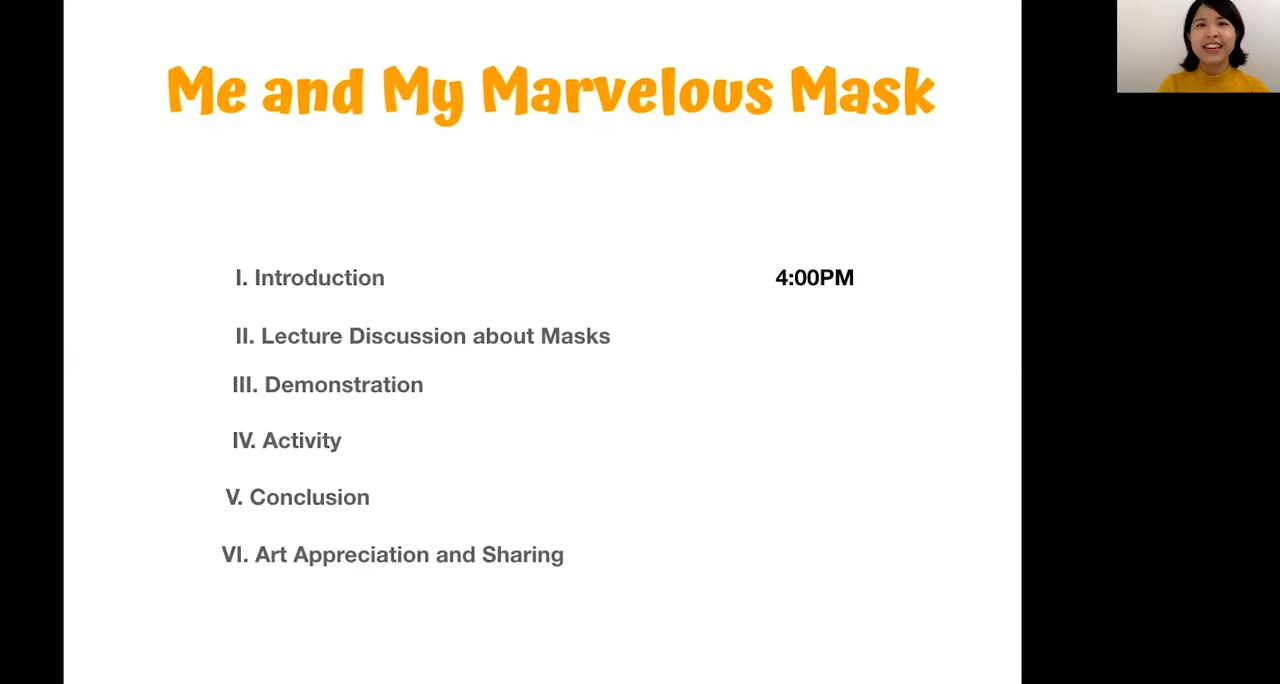 Me and My Marvelous Mask
I. Introduction 4:00PM
II. Lecture Discussion about Masks
III. Demonstration
IV. Activity
V. Conclusion
VI. Art Appreciation and Sharing